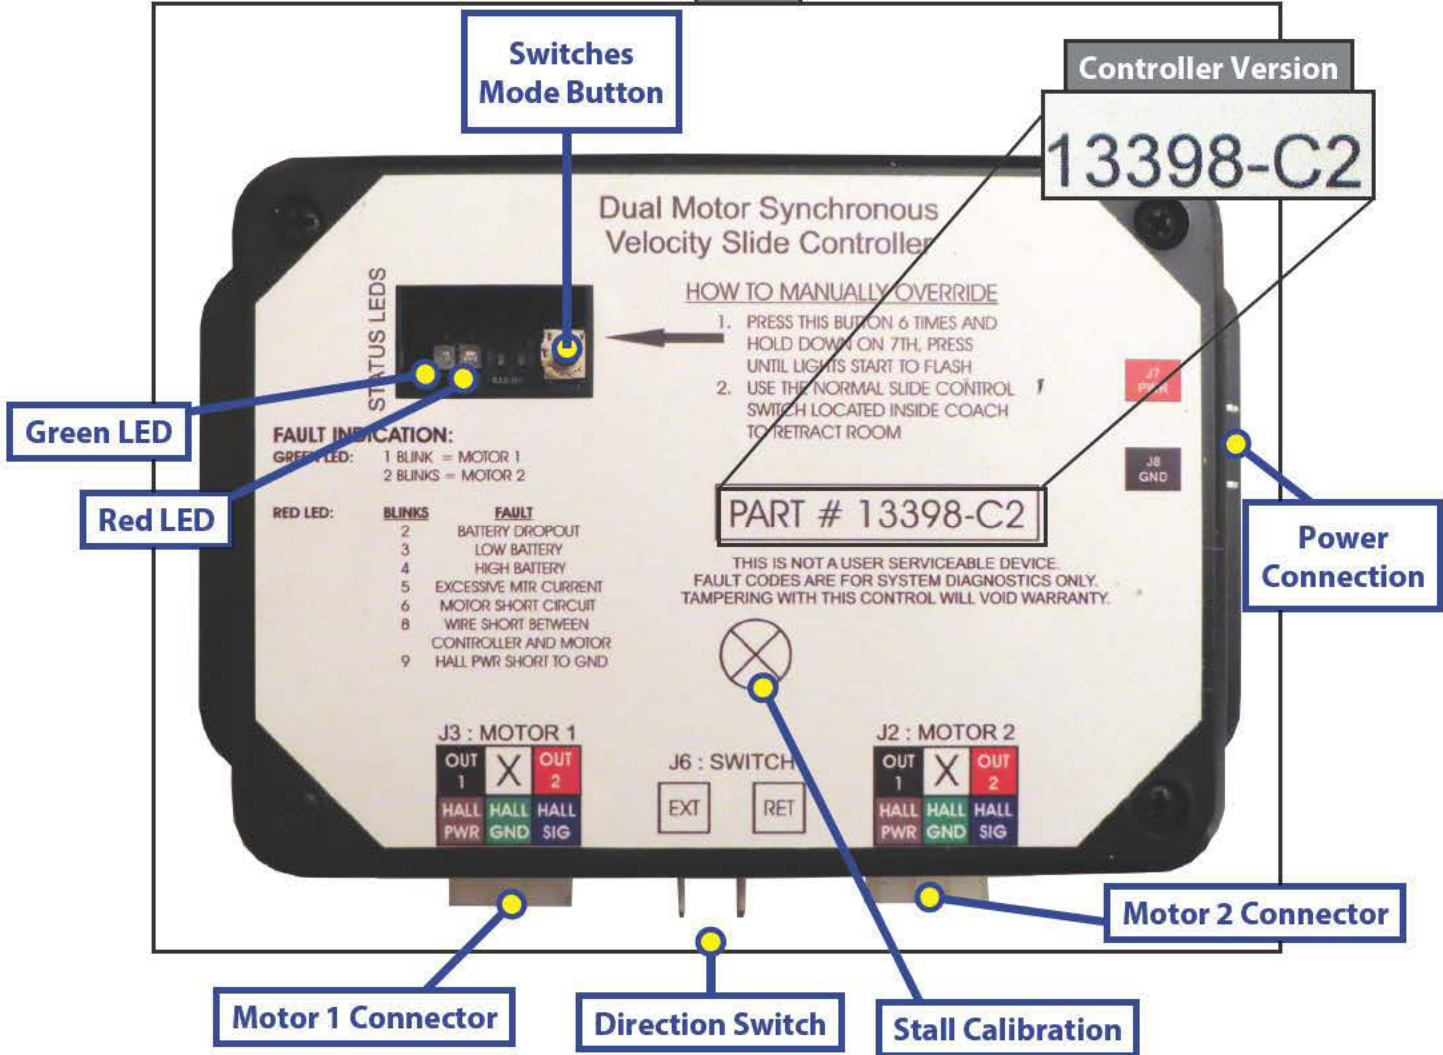 Switches
Mode Button
Controller Version
13398-C2
Dual Motor Synchronous
Velocity Slide Controller
STATUS LEDS
HOW TO MANUALLY OVERRIDE
1. PRESS THIS BUTTON 6 TIMES AND
HOLD DOWN ON 7TH, PRESS
UNTIL LIGHTS START TO FLASH
2. USE THE NORMAL SLIDE CONTROL
SWITCH LOCATED INSIDE COACH
TO RETRACT ROOM
J7
PWR
J8
GND
Green LED
Red LED
FAULT INDICATION:
GREEN LED: 1 BLINK = MOTOR 1
2 BLINKS = MOTOR 2
RED LED: BLINKS FAULT
2 BATTERY DROPOUT
3 LOW BATTERY
4 HIGH BATTERY
5 EXCESSIVE MTR CURRENT
6 MOTOR SHORT CIRCUIT
8 WIRE SHORT BETWEEN
CONTROLLER AND MOTOR
9 HALL PWR SHORT TO GND
PART # 13398-C2
THIS IS NOT A USER SERVICEABLE DEVICE.
FAULT CODES ARE FOR SYSTEM DIAGNOSTICS ONLY.
TAMPERING WITH THIS CONTROL WILL VOID WARRANTY.
Power
Connection
J3 : MOTOR 1
OUT 1 X OUT 2
HALL PWR HALL GND HALL SIG
J6 : SWITCH
EXT RET
J2 : MOTOR 2
OUT 1 X OUT 2
HALL PWR HALL GND HALL SIG
Motor 2 Connector
Motor 1 Connector
Direction Switch
Stall Calibration